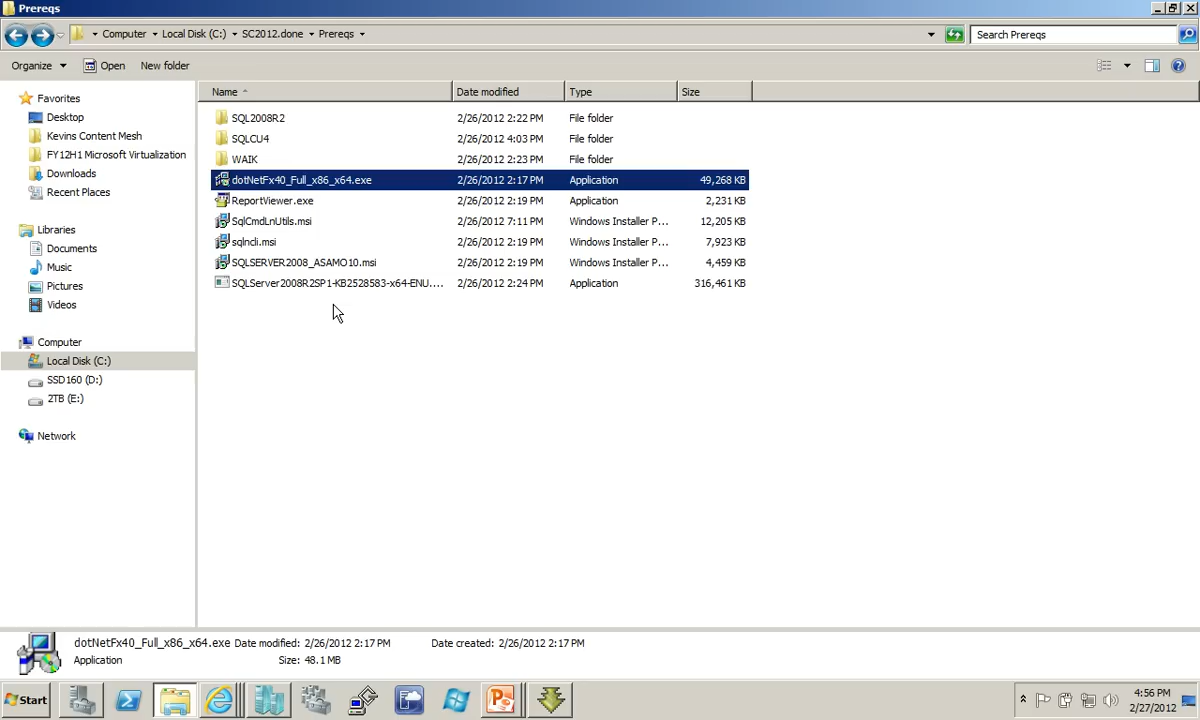 Prereqs
Computer Local Disk (C:) SC2012.done Prereqs Search Prereqs
Organize Open New folder
Name Date modified Type Size
Favorites
Desktop
Kevins Content Mesh
FY12H1 Microsoft Virtualization
Downloads
Recent Places
Libraries
Documents
Music
Pictures
Videos
Computer
Local Disk (C:)
SSD160 (D:)
2TB (E:)
Network
SQL2008R2 2/26/2012 2:22 PM File folder
SQLCU4 2/26/2012 4:03 PM File folder
WAIK 2/26/2012 2:23 PM File folder
dotNetFx40_Full_x86_x64.exe 2/26/2012 2:17 PM Application 49,268 KB
ReportViewer.exe 2/26/2012 2:19 PM Application 2,231 KB
SqlCmdLnUtils.msi 2/26/2012 7:11 PM Windows Installer P... 12,205 KB
sqlncli.msi 2/26/2012 2:19 PM Windows Installer P... 7,923 KB
SQLSERVER2008_ASAMO10.msi 2/26/2012 2:19 PM Windows Installer P... 4,459 KB
SQLServer2008R2SP1-KB2528583-x64-ENU.... 2/26/2012 2:24 PM Application 316,461 KB
dotNetFx40_Full_x86_x64.exe Date modified: 2/26/2012 2:17 PM Date created: 2/26/2012 2:17 PM
Application Size: 48.1 MB
Start
4:56 PM
2/27/2012